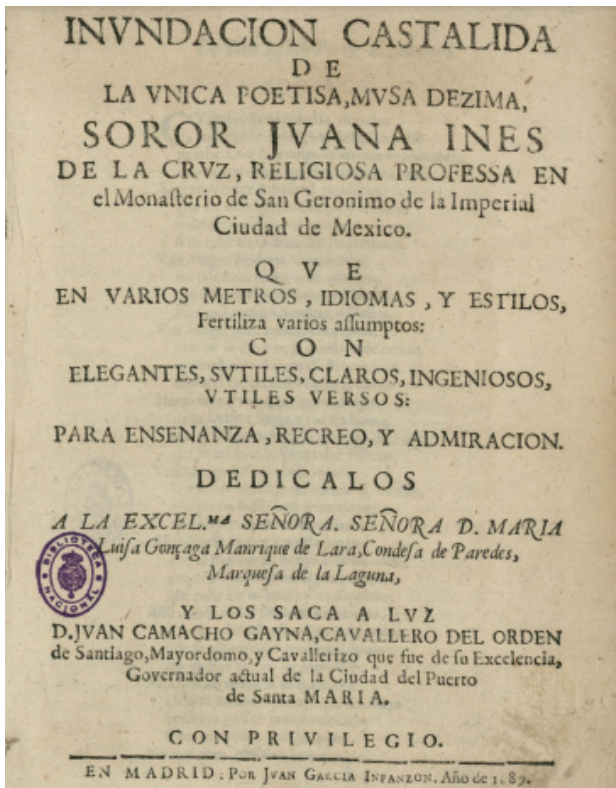 INVNDACION CASTALIDA
DE
LA VNICA POETISA, MVSA DEZIMA,
SOROR JVANA INES
DE LA CRVZ, RELIGIOSA PROFESSA EN
el Monaſterio de San Geronimo de la Imperial
Ciudad de Mexico.
QVE
EN VARIOS METROS, IDIOMAS, Y ESTILOS,
Fertiliza varios aſſumptos:
CON
ELEGANTES, SVTILES, CLAROS, INGENIOSOS,
VTILES VERSOS:
PARA ENSENANZA, RECREO, Y ADMIRACION.
DEDICALOS
A LA EXCEL.MA SEÑORA. SEÑORA D. MARIA
Luiſa Gonçaga Manrique de Lara, Condeſa de Paredes,
Marqueſa de la Laguna,
BIBLIOTECA NACIONAL
Y LOS SACA A LVZ
D. JVAN CAMACHO GAYNA, CAVALLERO DEL ORDEN
de Santiago, Mayordomo, y Cavallerizo que fue de ſu Excelencia,
Governador actual de la Ciudad del Puerto
de Santa MARIA.
CON PRIVILEGIO.
EN MADRID: POR JVAN GARCIA INFANZON. Año de 1689.